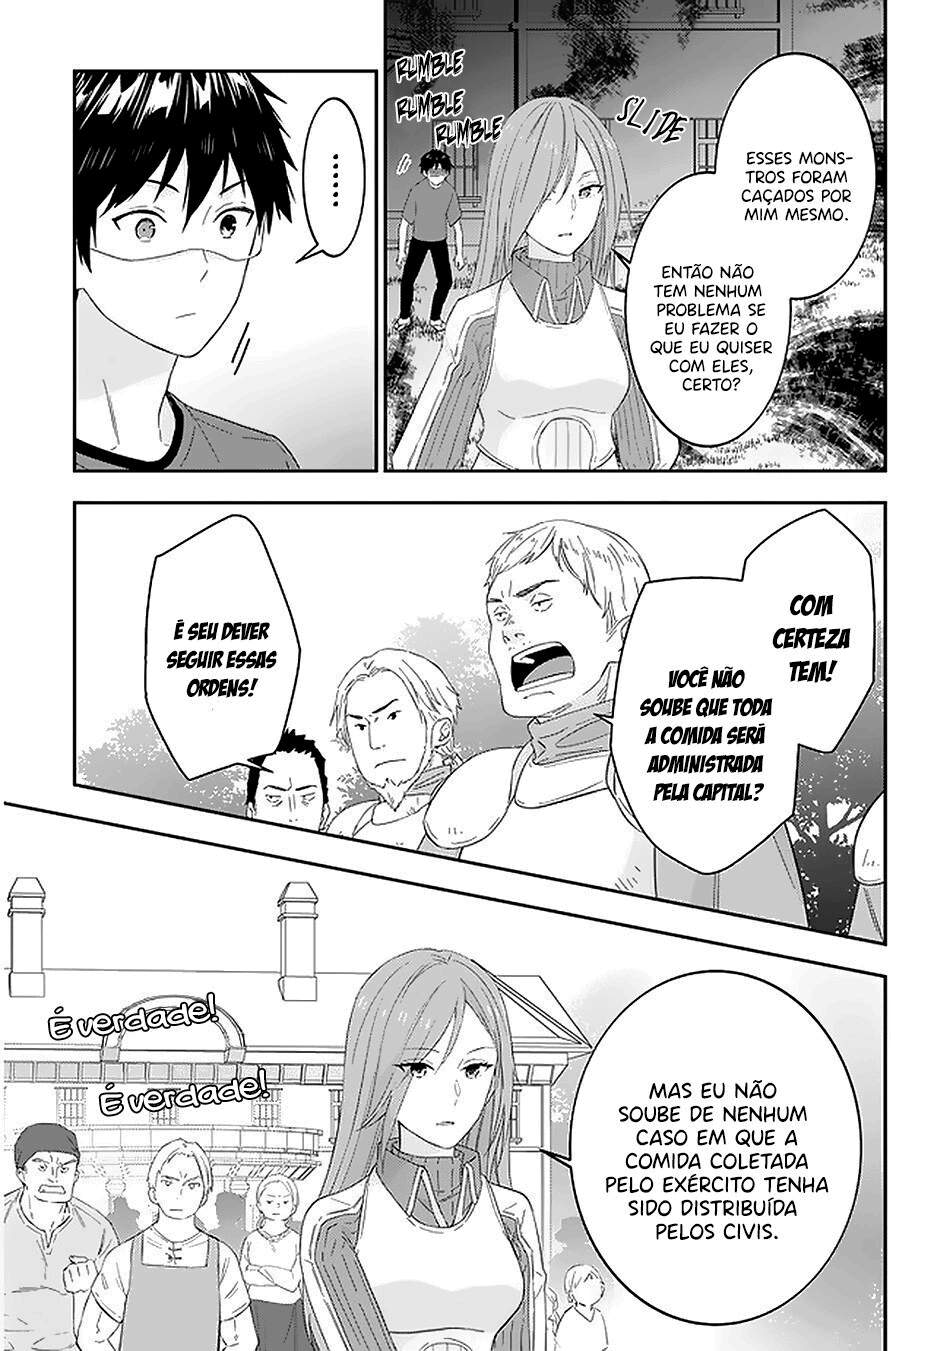 RUMBLE
RUMBLE
RUMBLE
SLIDE
ESSES MONS-
TROS FORAM
CAÇADOS POR
MIM MESMO.
ENTÃO NÃO
TEM NENHUM
PROBLEMA SE
EU FAZER O
QUE EU QUISER
COM ELES,
CERTO?
......
COM
CERTEZA
TEM!
VOCÊ NÃO
SOUBE QUE TODA
A COMIDA SERÁ
ADMINISTRADA
PELA CAPITAL?
É SEU DEVER
SEGUIR ESSAS
ORDENS!
É verdade!
É verdade!
MAS EU NÃO
SOUBE DE NENHUM
CASO EM QUE A
COMIDA COLETADA
PELO EXÉRCITO TENHA
SIDO DISTRIBUÍDA
PELOS CIVIS.